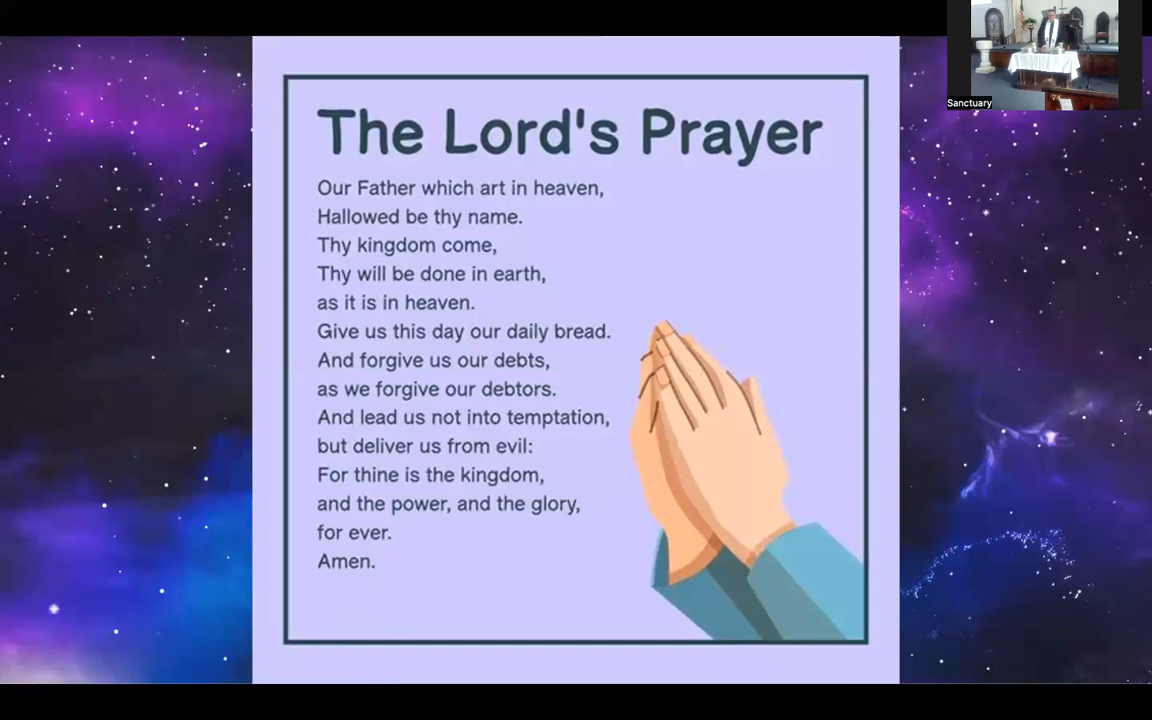 The Lord's Prayer
Our Father which art in heaven,
Hallowed be thy name.
Thy kingdom come,
Thy will be done in earth,
as it is in heaven.
Give us this day our daily bread.
And forgive us our debts,
as we forgive our debtors.
And lead us not into temptation,
but deliver us from evil:
For thine is the kingdom,
and the power, and the glory,
for ever.
Amen.
Sanctuary